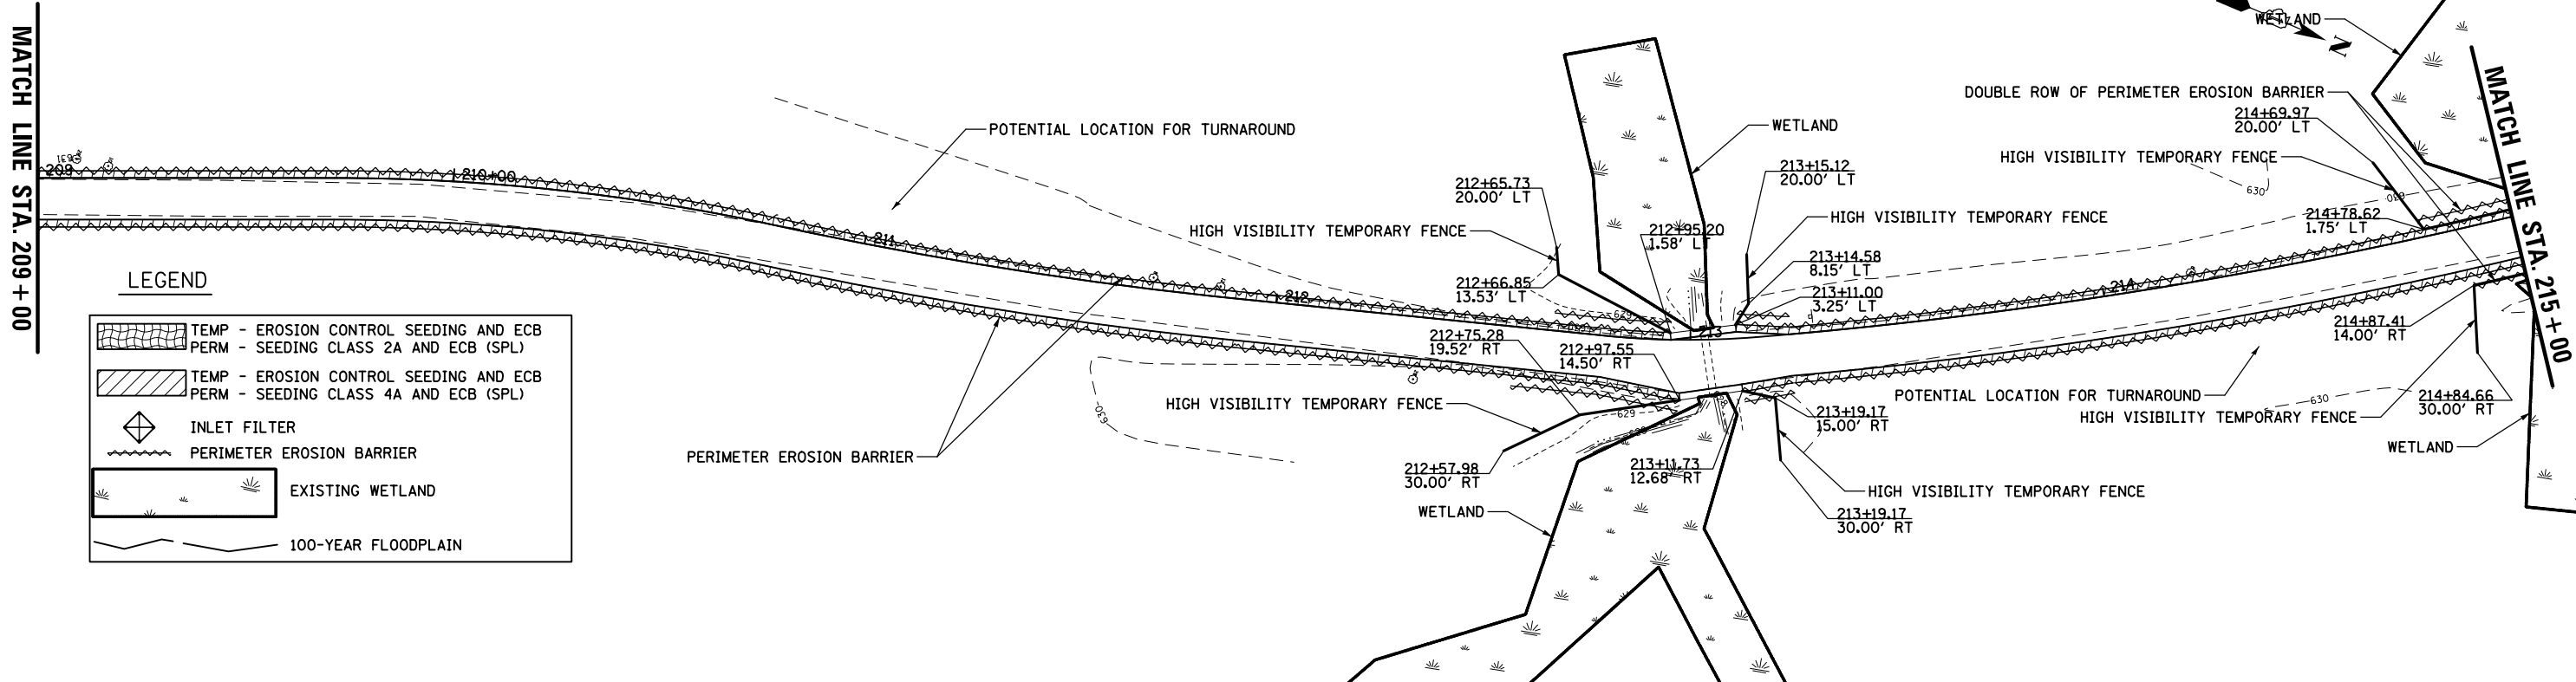 MATCH LINE STA. 209+00
631
209
210+00
211
212
213
214
POTENTIAL LOCATION FOR TURNAROUND
LEGEND
TEMP - EROSION CONTROL SEEDING AND ECB
PERM - SEEDING CLASS 2A AND ECB (SPL)
TEMP - EROSION CONTROL SEEDING AND ECB
PERM - SEEDING CLASS 4A AND ECB (SPL)
INLET FILTER
PERIMETER EROSION BARRIER
EXISTING WETLAND
100-YEAR FLOODPLAIN
PERIMETER EROSION BARRIER
630
212+65.73
20.00' LT
HIGH VISIBILITY TEMPORARY FENCE
212+66.85
13.53' LT
629
212+75.28
19.52' RT
212+97.55
14.50' RT
HIGH VISIBILITY TEMPORARY FENCE
629
212+57.98
30.00' RT
WETLAND
WETLAND
212+95.20
1.58' LT
213+15.12
20.00' LT
HIGH VISIBILITY TEMPORARY FENCE
213+14.58
8.15' LT
213+11.00
3.25' LT
213+11.73
12.68' RT
213+19.17
15.00' RT
HIGH VISIBILITY TEMPORARY FENCE
213+19.17
30.00' RT
WETLAND
N
DOUBLE ROW OF PERIMETER EROSION BARRIER
214+69.97
20.00' LT
HIGH VISIBILITY TEMPORARY FENCE
630
630
214+78.62
1.75' LT
214+87.41
14.00' RT
POTENTIAL LOCATION FOR TURNAROUND
630
214+84.66
30.00' RT
HIGH VISIBILITY TEMPORARY FENCE
WETLAND
MATCH LINE STA. 215+00